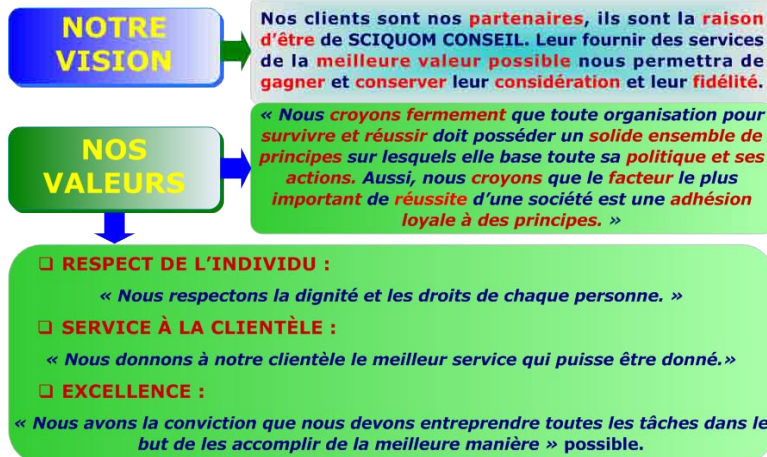 NOTRE
VISION
Nos clients sont nos partenaires, ils sont la raison
d'être de SCIQUOM CONSEIL. Leur fournir des services
de la meilleure valeur possible nous permettra de
gagner et conserver leur considération et leur fidélité.
NOS
VALEURS
« Nous croyons fermement que toute organisation pour
survivre et réussir doit posséder un solide ensemble de
principes sur lesquels elle base toute sa politique et ses
actions. Aussi, nous croyons que le facteur le plus
important de réussite d'une société est une adhésion
loyale à des principes. »
❑ RESPECT DE L'INDIVIDU :
« Nous respectons la dignité et les droits de chaque personne. »
❑ SERVICE À LA CLIENTÈLE :
« Nous donnons à notre clientèle le meilleur service qui puisse être donné.»
❑ EXCELLENCE :
« Nous avons la conviction que nous devons entreprendre toutes les tâches dans le
but de les accomplir de la meilleure manière » possible.